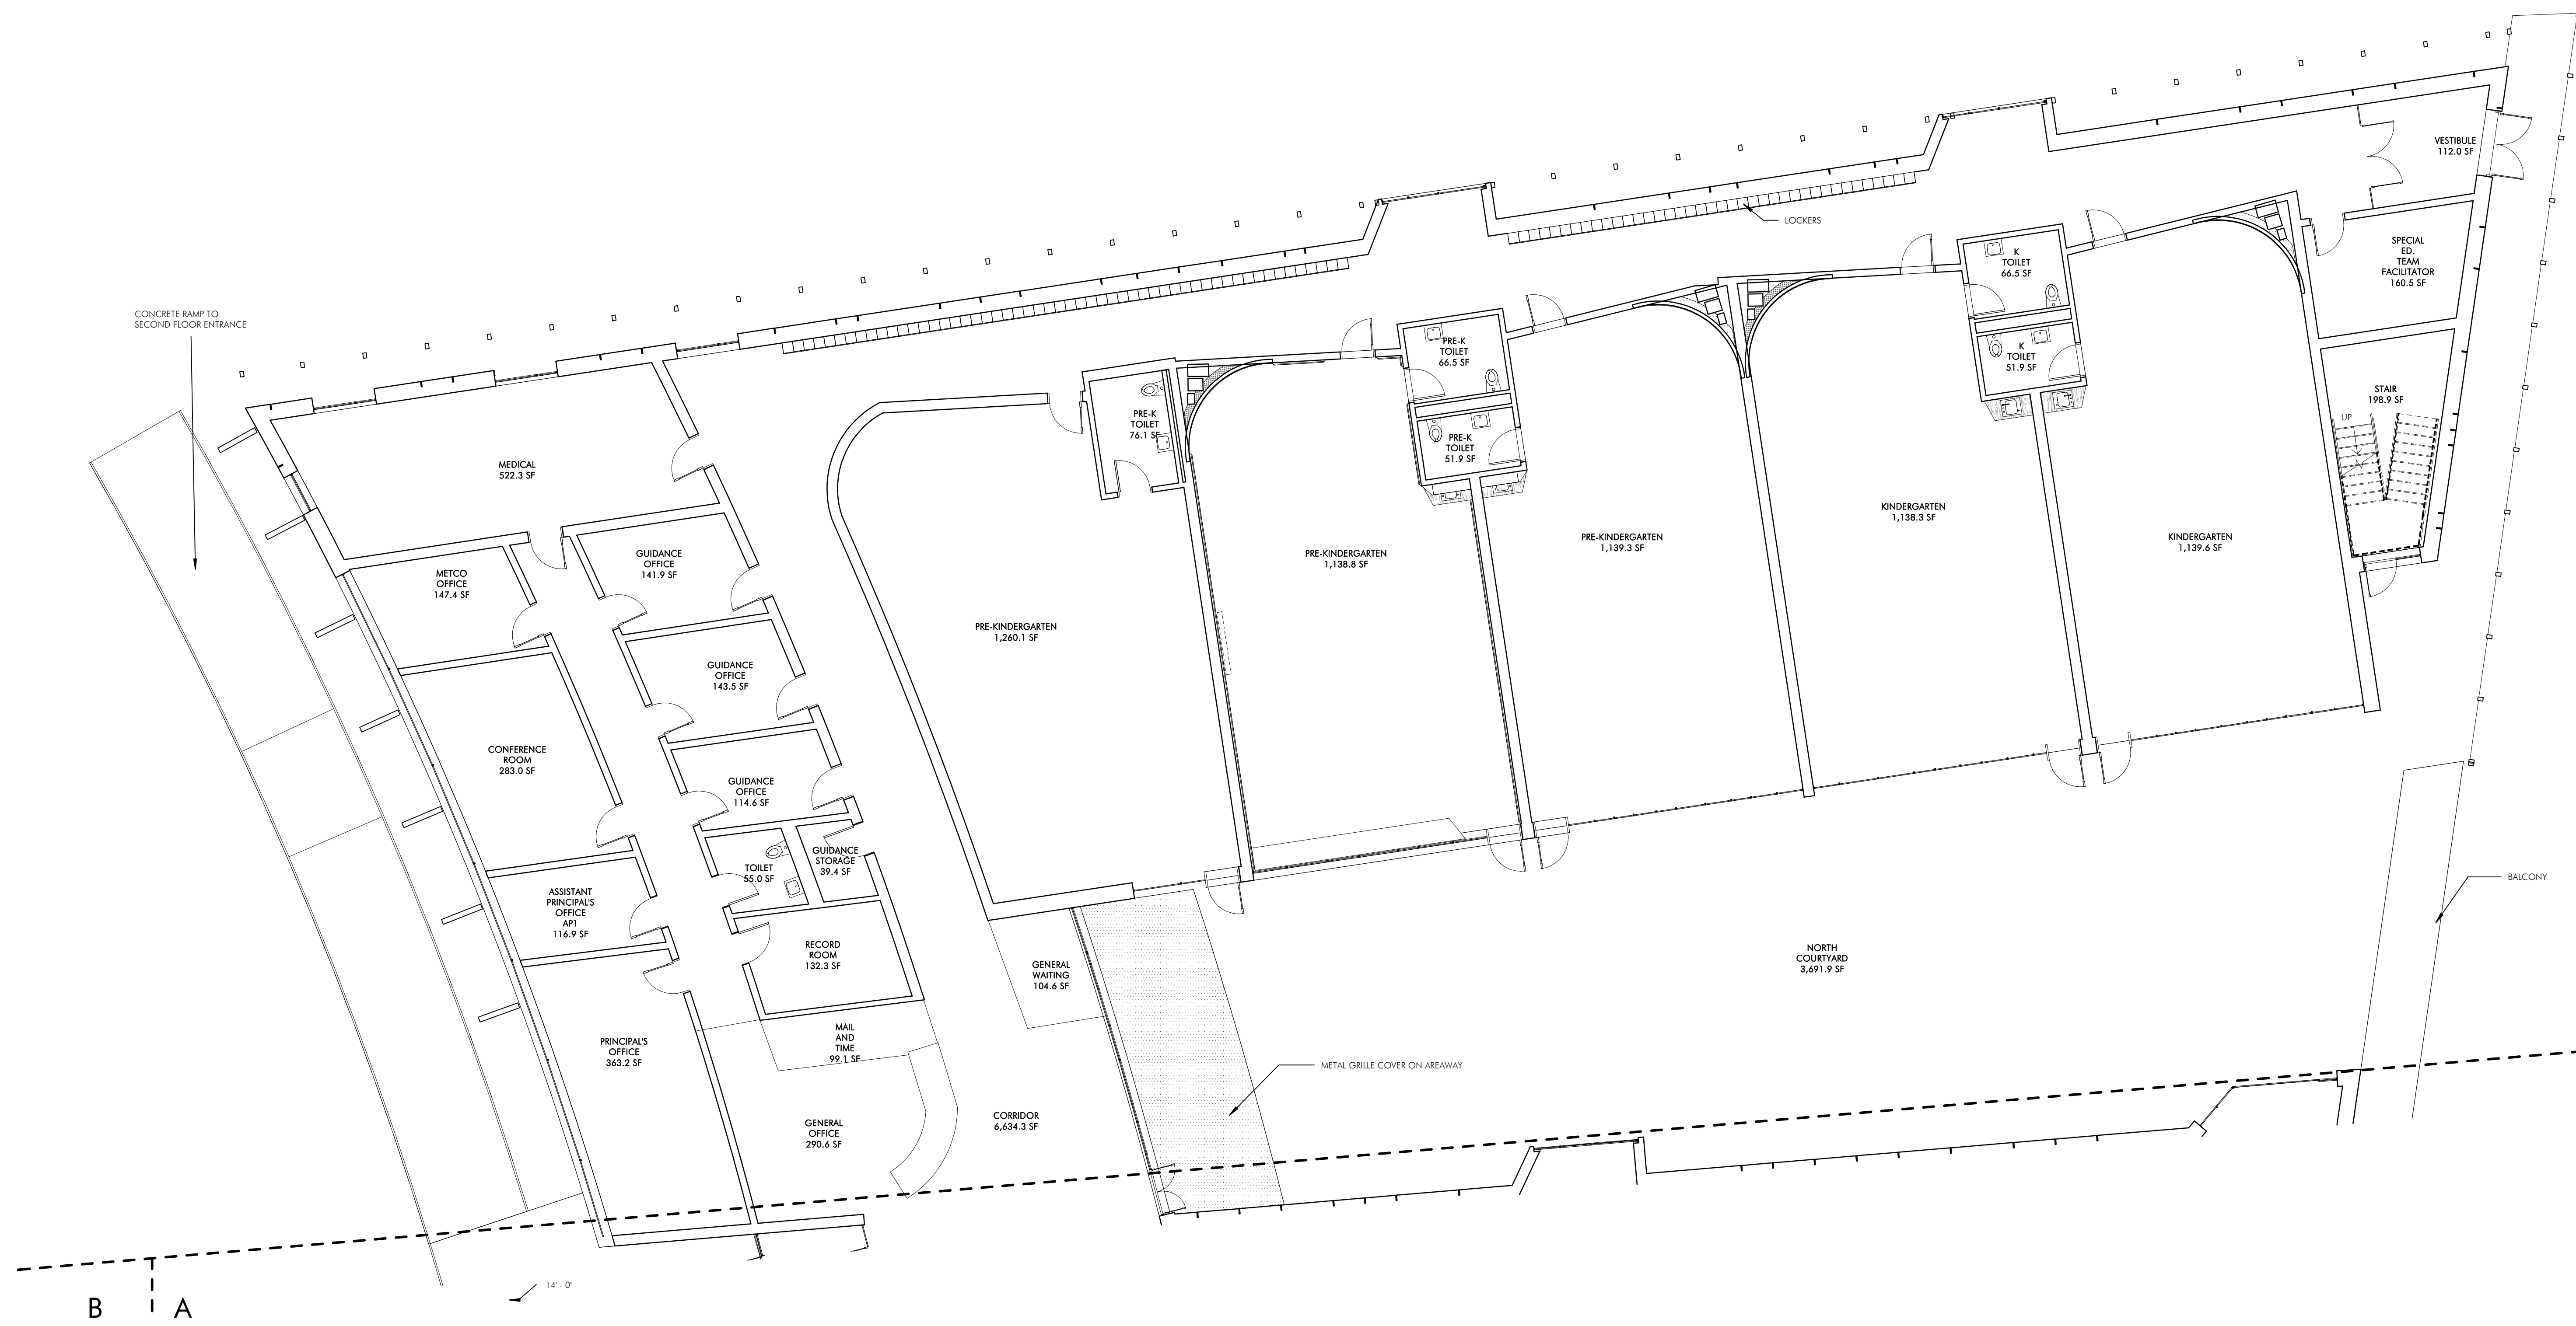 VESTIBULE
112.0 SF
LOCKERS
SPECIAL
ED.
TEAM
FACILITATOR
160.5 SF
K
TOILET
66.5 SF
CONCRETE RAMP TO
SECOND FLOOR ENTRANCE
PRE-K
TOILET
66.5 SF
K
TOILET
51.9 SF
STAIR
198.9 SF
UP
PRE-K
TOILET
76.1 SF
PRE-K
TOILET
51.9 SF
MEDICAL
522.3 SF
KINDERGARTEN
1,138.3 SF
GUIDANCE
OFFICE
141.9 SF
PRE-KINDERGARTEN
1,138.8 SF
PRE-KINDERGARTEN
1,139.3 SF
KINDERGARTEN
1,139.6 SF
METCO
OFFICE
147.4 SF
PRE-KINDERGARTEN
1,260.1 SF
GUIDANCE
OFFICE
143.5 SF
CONFERENCE
ROOM
283.0 SF
GUIDANCE
OFFICE
114.6 SF
GUIDANCE
STORAGE
39.4 SF
TOILET
55.0 SF
ASSISTANT
PRINCIPAL'S
OFFICE
AP1
116.9 SF
BALCONY
RECORD
ROOM
132.3 SF
GENERAL
WAITING
104.6 SF
NORTH
COURTYARD
3,691.9 SF
PRINCIPAL'S
OFFICE
363.2 SF
MAIL
AND
TIME
99.1 SF
METAL GRILLE COVER ON AREAWAY
GENERAL
OFFICE
290.6 SF
CORRIDOR
6,634.3 SF
14' - 0"
B
A